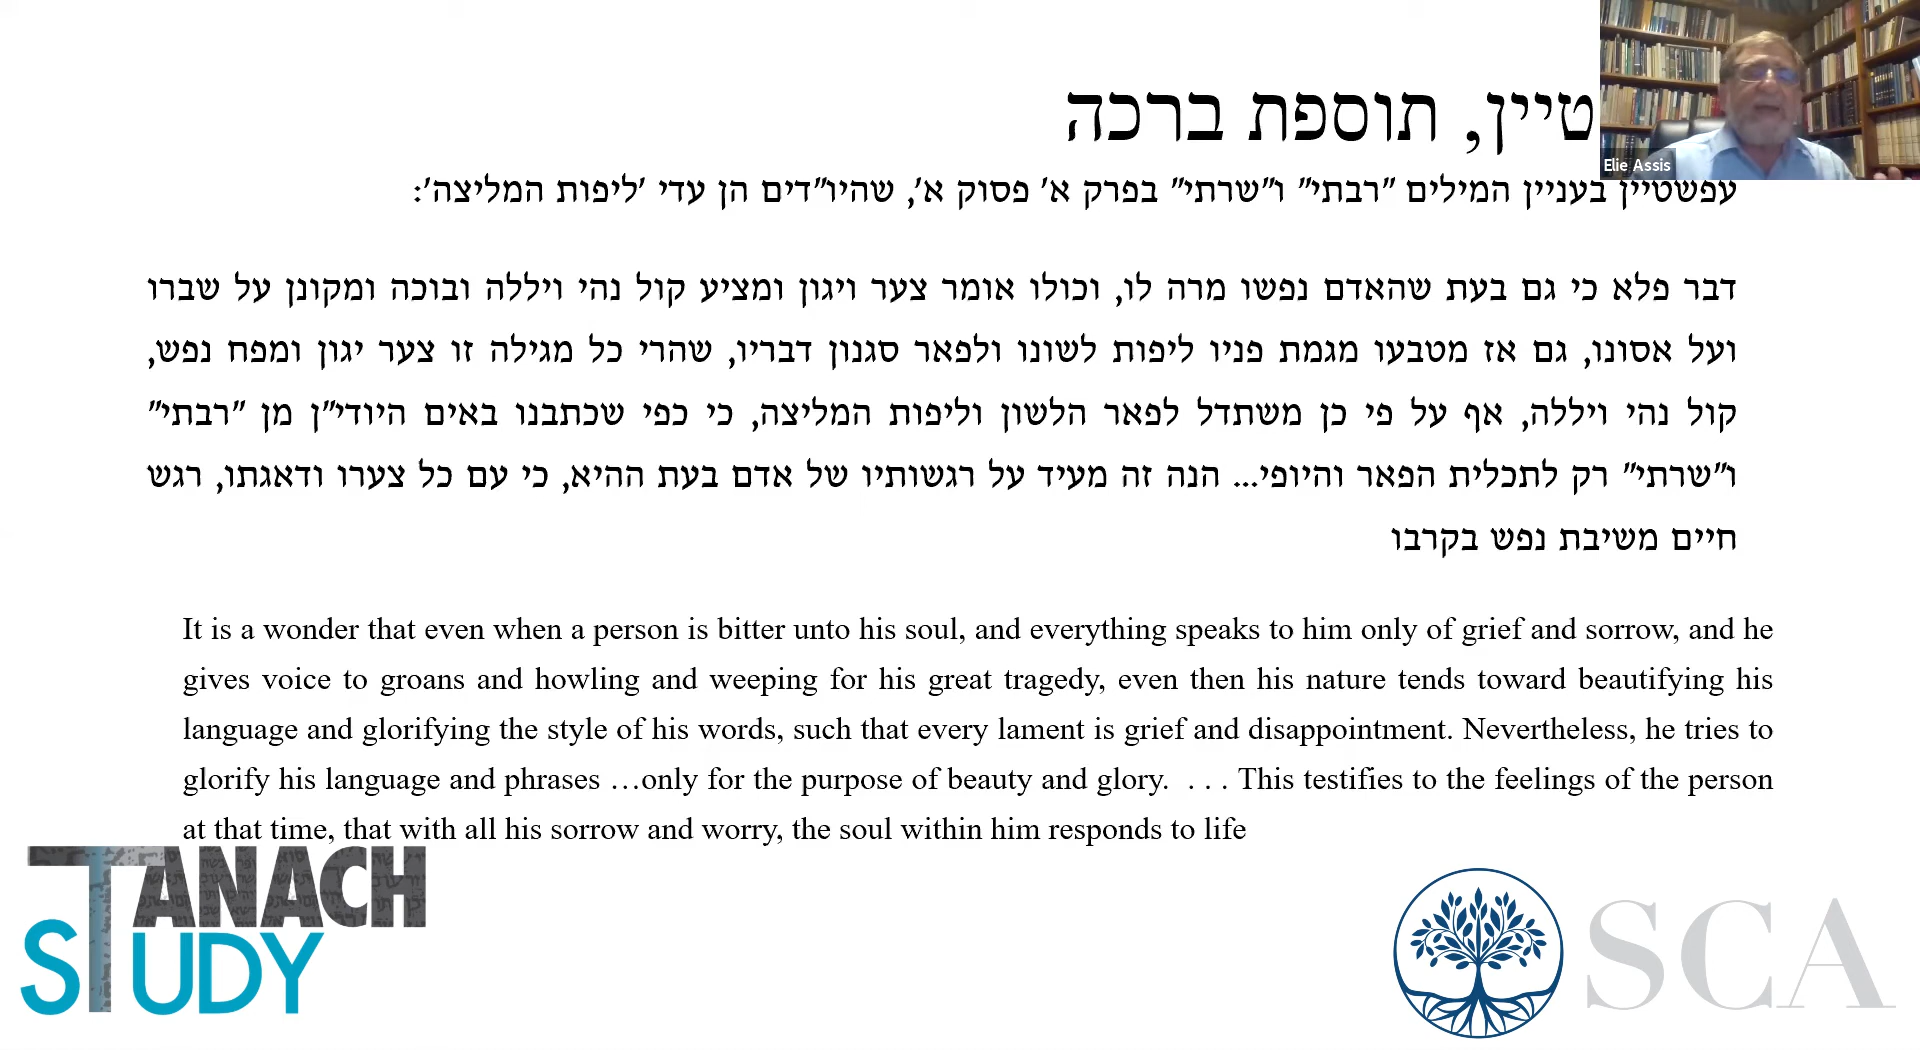 טיין, תוספת ברכה
Elie Assis
עפשטיין בעניין המילים "רבתי" ו"שרתי" בפרק א' פסוק א', שהיו"דים הן עדי 'ליפות המליצה':
דבר פלא כי גם בעת שהאדם נפשו מרה לו, וכולו אומר צער ויגון ומציע קול נהי ויללה ובוכה ומקונן על שברו
ועל אסונו, גם אז מטבעו מגמת פניו ליפות לשונו ולפאר סגנון דבריו, שהרי כל מגילה זו צער יגון ומפח נפש,
קול נהי ויללה, אף על פי כן משתדל לפאר הלשון וליפות המליצה, כי כפי שכתבנו באים היודי"ן מן "רבתי"
ו"שרתי" רק לתכלית הפאר והיופי... הנה זה מעיד על רגשותיו של אדם בעת ההיא, כי עם כל צערו ודאגתו, רגש
חיים משיבת נפש בקרבו
It is a wonder that even when a person is bitter unto his soul, and everything speaks to him only of grief and sorrow, and he
gives voice to groans and howling and weeping for his great tragedy, even then his nature tends toward beautifying his
language and glorifying the style of his words, such that every lament is grief and disappointment. Nevertheless, he tries to
glorify his language and phrases …only for the purpose of beauty and glory.  . . . This testifies to the feelings of the person
at that time, that with all his sorrow and worry, the soul within him responds to life
TANACH
STUDY
SCA